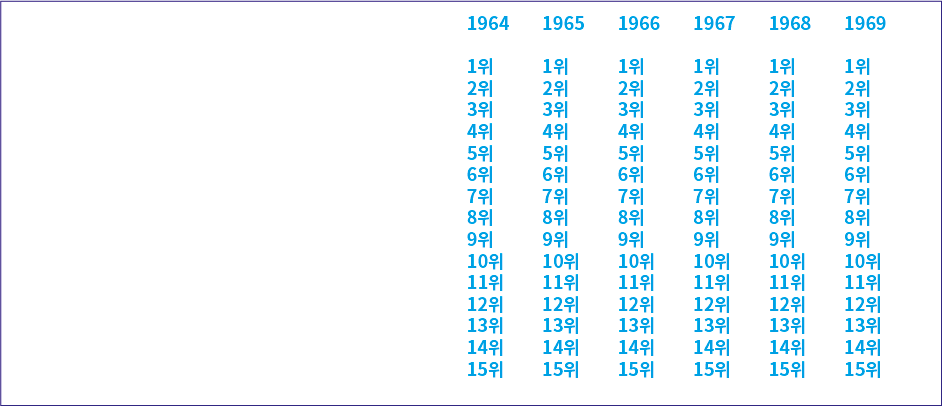 1964 1965 1966 1967 1968 1969
1위 1위 1위 1위 1위 1위
2위 2위 2위 2위 2위 2위
3위 3위 3위 3위 3위 3위
4위 4위 4위 4위 4위 4위
5위 5위 5위 5위 5위 5위
6위 6위 6위 6위 6위 6위
7위 7위 7위 7위 7위 7위
8위 8위 8위 8위 8위 8위
9위 9위 9위 9위 9위 9위
10위 10위 10위 10위 10위 10위
11위 11위 11위 11위 11위 11위
12위 12위 12위 12위 12위 12위
13위 13위 13위 13위 13위 13위
14위 14위 14위 14위 14위 14위
15위 15위 15위 15위 15위 15위